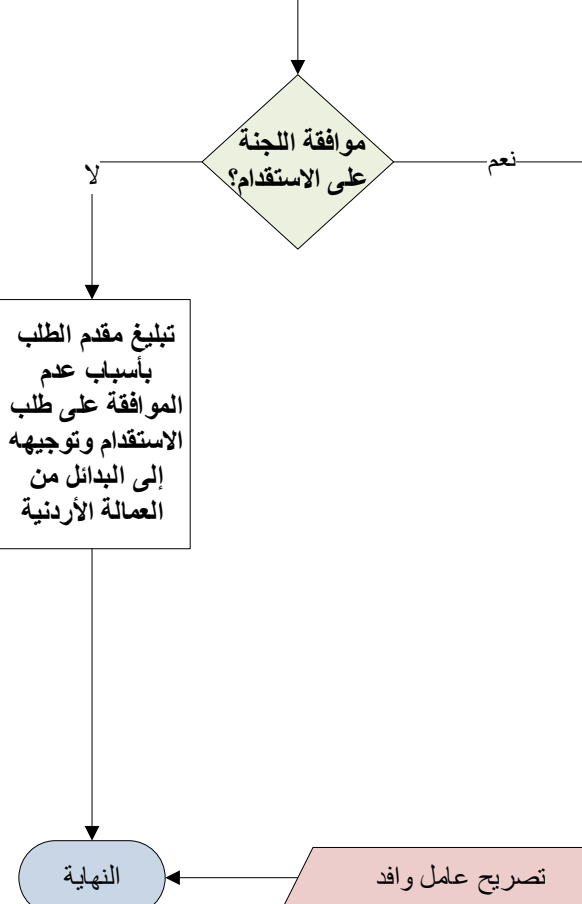 موافقة اللجنة
على الاستقدام؟
نعم
لا
تبليغ مقدم الطلب
بأسباب عدم
الموافقة على طلب
الاستقدام وتوجيهه
إلى البدائل من
العمالة الأردنية
تصريح عامل وافد
النهاية